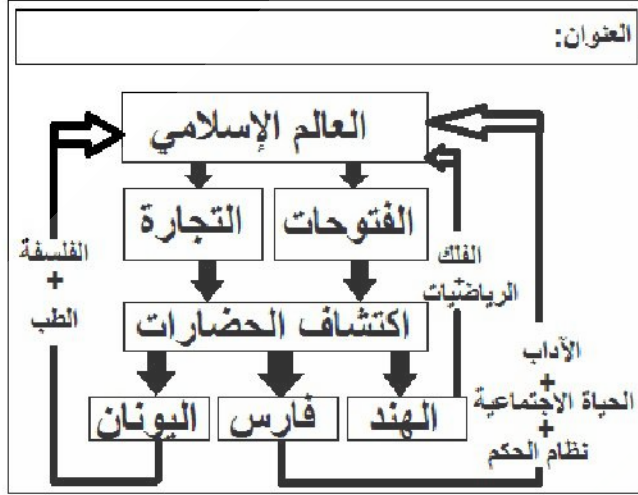 العنوان:
العالم الإسلامي
الفتوحات
التجارة
اكتشاف الحضارات
الهند
فارس
اليونان
الفلك
+
الرياضيات
الآداب
+
الحياة الاجتماعية
+
نظام الحكم
الفلسفة
+
الطب